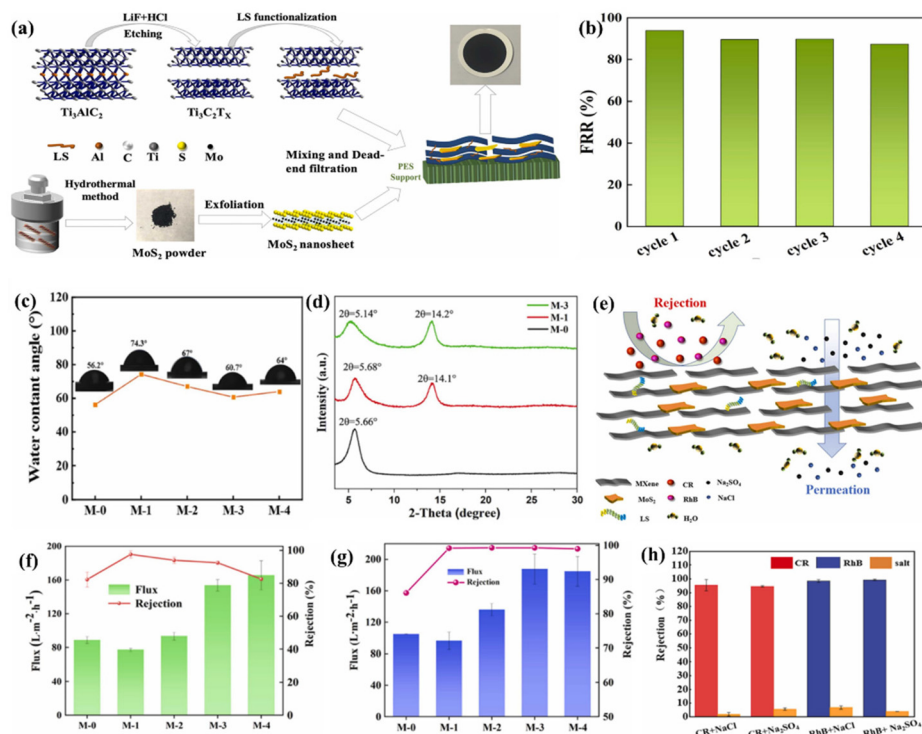 (a)
LiF+HCl
Etching
LS functionalization
Ti₃AlC₂
Ti₃C₂Tₓ
LS Al C Ti S Mo
Mixing and Dead-
end filtration
PES
Support
Hydrothermal
method
Exfoliation
MoS₂ powder
MoS₂ nanosheet
(b)
FRR (%)
100
80
60
40
20
0
cycle 1 cycle 2 cycle 3 cycle 4
(c)
Water contant angle (°)
120
100
80
60
40
20
0
56.2°
74.3°
67°
60.7°
64°
M-0 M-1 M-2 M-3 M-4
(d)
M-3
M-1
M-0
2θ=5.14° 2θ=14.2°
2θ=5.68° 2θ=14.1°
2θ=5.66°
Intensity (a.u.)
5 10 15 20 25 30
2-Theta (degree)
(e)
Rejection
Permeation
MXene CR Na₂SO₄
MoS₂ RhB NaCl
LS H₂O
(f)
Flux
Rejection
Flux (L·m⁻²·h⁻¹)
200
160
120
80
40
0
Rejection (%)
100
80
60
40
20
0
M-0 M-1 M-2 M-3 M-4
(g)
Flux
Rejection
Flux (L·m⁻²·h⁻¹)
200
160
120
80
40
0
Rejection (%)
100
90
80
70
60
50
M-0 M-1 M-2 M-3 M-4
(h)
CR RhB salt
Rejection (%)
120
110
100
90
80
70
60
50
40
30
20
10
0
CR+NaCl CR+Na₂SO₄ RhB+NaCl RhB+ Na₂SO₄